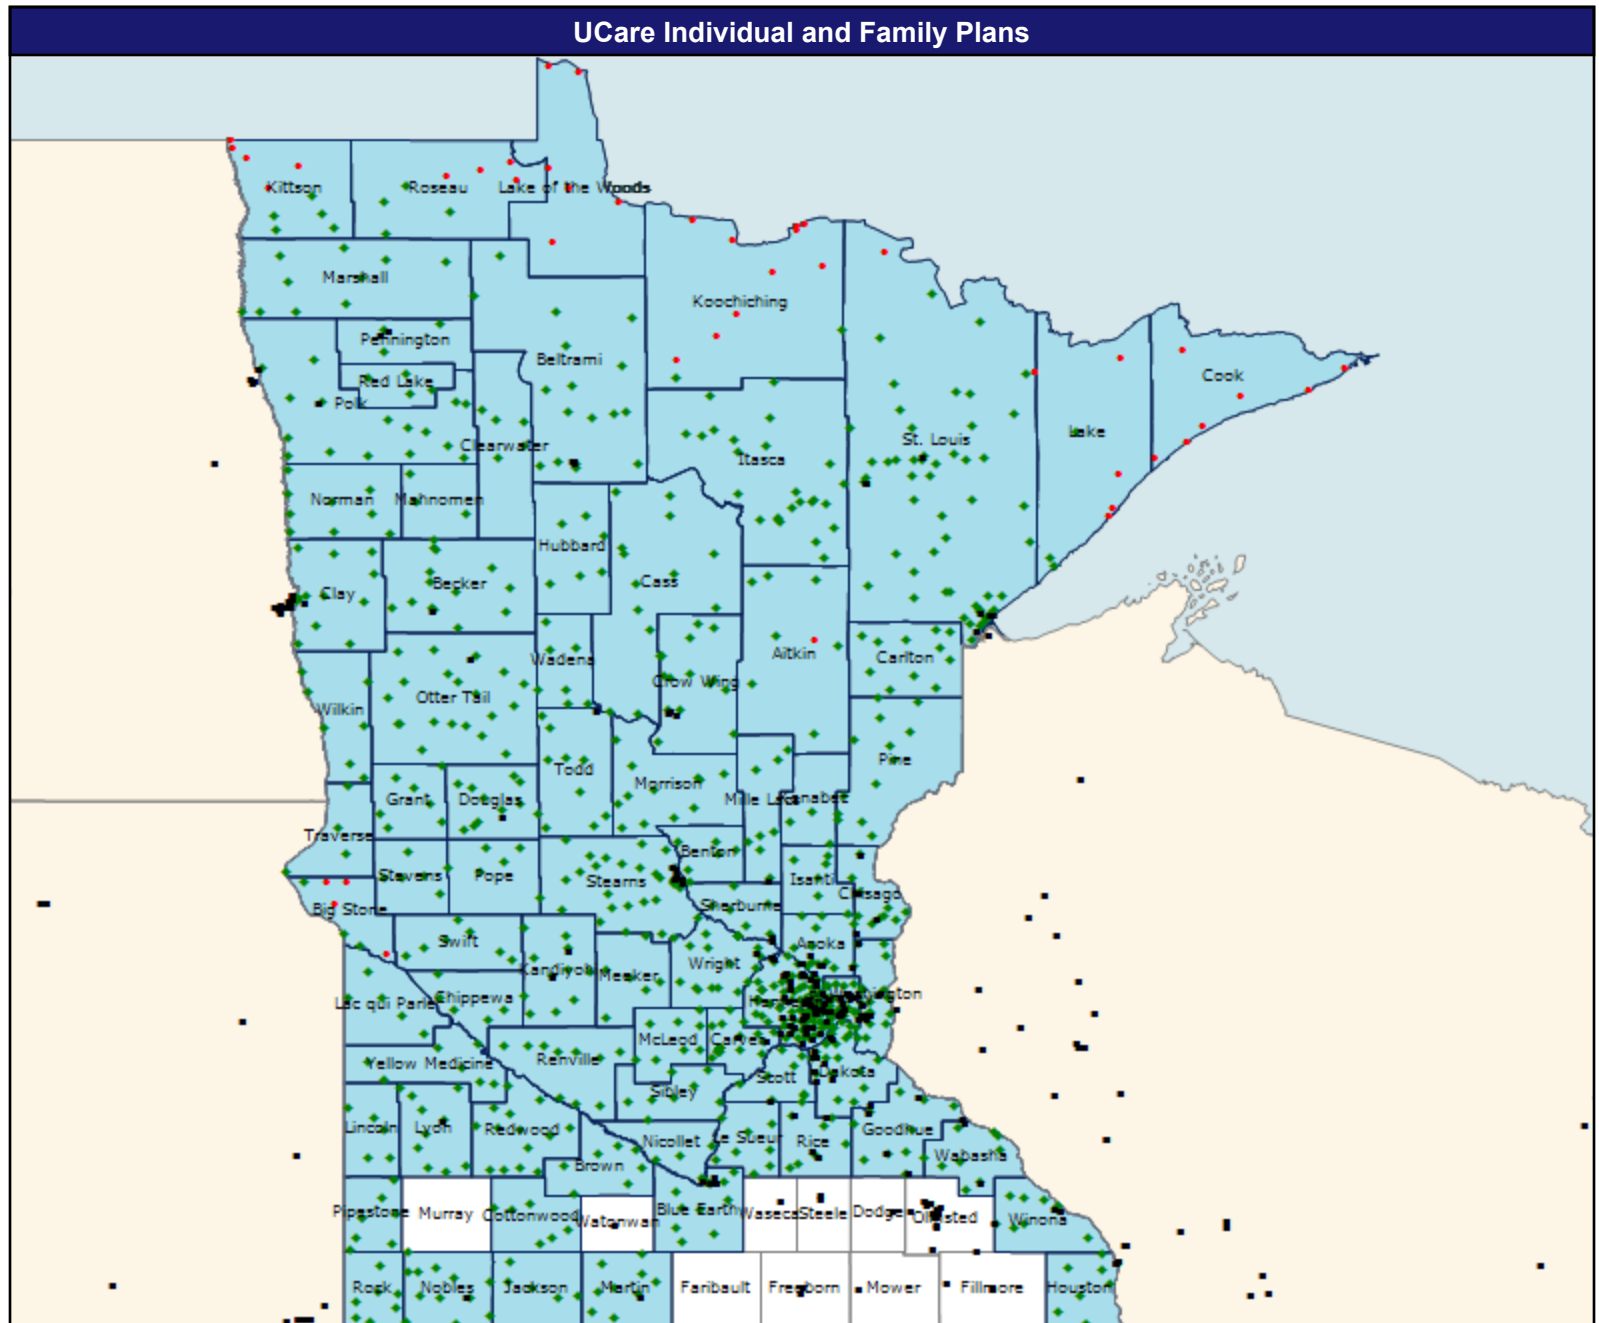 UCare Individual and Family Plans
Kittson
Roseau
Lake of the Woods
Marshall
Koochiching
Pennington
Beltrami
Red Lake
Cook
Polk
Clearwater
St. Louis
Lake
Itasca
Norman
Mahnomen
Hubbard
Cass
Becker
Clay
Wadena
Aitkin
Carlton
Crow Wing
Otter Tail
Wilkin
Pine
Todd
Morrison
Grant
Douglas
Mille Lacs
Kanabec
Traverse
Benton
Stevens
Pope
Stearns
Isanti
Chisago
Big Stone
Sherburne
Swift
Anoka
Kandiyohi
Meeker
Wright
Lac qui Parle
Chippewa
Hennepin
Washington
McLeod
Carver
Renville
Yellow Medicine
Scott
Dakota
Sibley
Lincoln
Lyon
Redwood
Nicollet
Le Sueur
Rice
Goodhue
Wabasha
Brown
Pipestone
Murray
Cottonwood
Watonwan
Blue Earth
Waseca
Steele
Dodge
Olmsted
Winona
Rock
Nobles
Jackson
Martin
Faribault
Freeborn
Mower
Fillmore
Houston